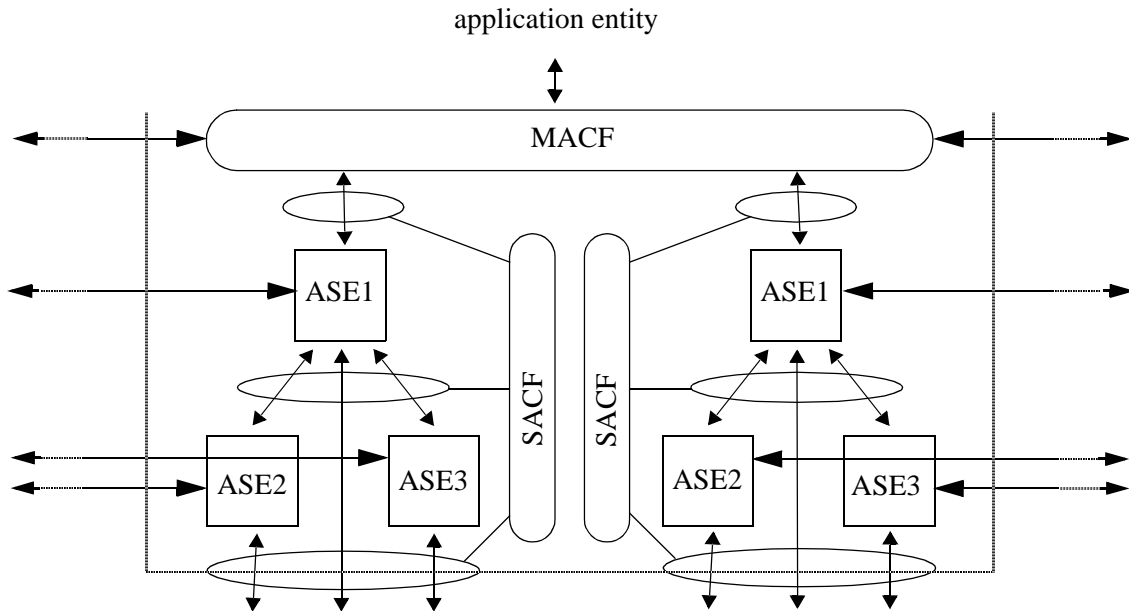 application entity
MACF
ASE1
ASE1
SACF
SACF
ASE2
ASE3
ASE2
ASE3